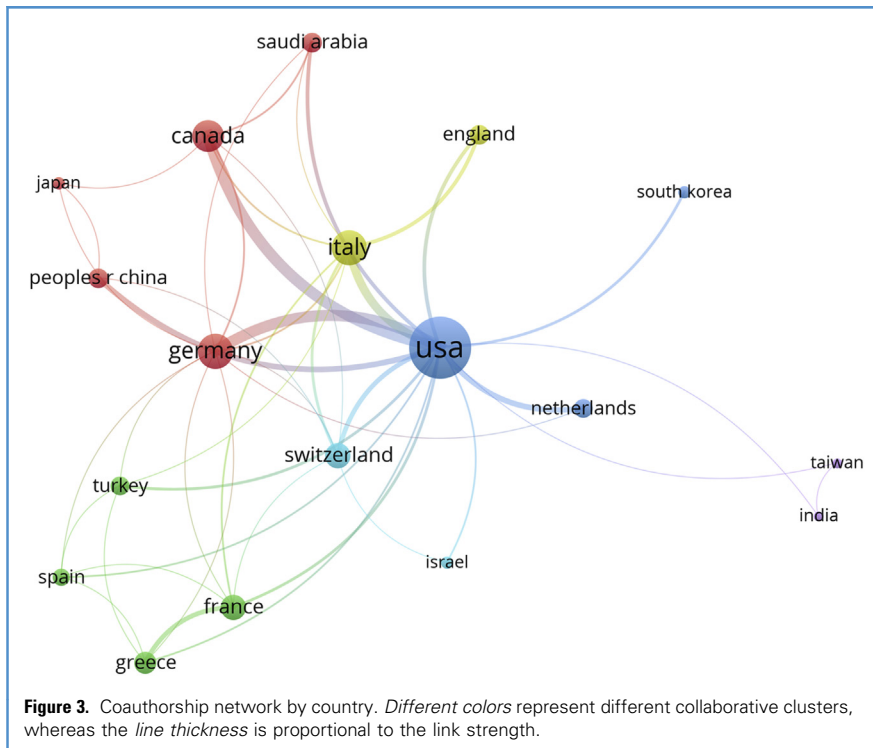 saudi arabia
canada
england
japan
south korea
italy
peoples r china
germany
usa
netherlands
switzerland
taiwan
turkey
india
israel
spain
france
greece
Figure 3. Coauthorship network by country. Different colors represent different collaborative clusters,
whereas the line thickness is proportional to the link strength.